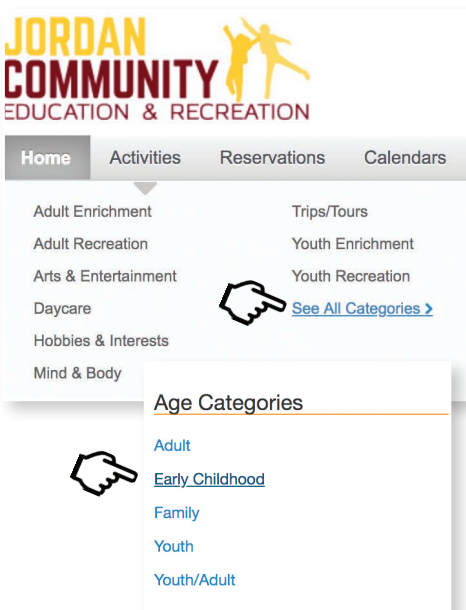 JORDAN
COMMUNITY
EDUCATION & RECREATION
Home Activities Reservations Calendars
Adult Enrichment
Adult Recreation
Arts & Entertainment
Daycare
Hobbies & Interests
Mind & Body
Trips/Tours
Youth Enrichment
Youth Recreation
See All Categories >
Age Categories
Adult
Early Childhood
Family
Youth
Youth/Adult